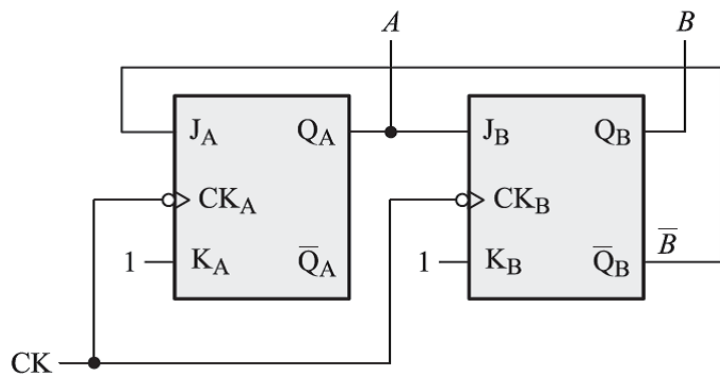 A B
J_A Q_A J_B Q_B
CK_A CK_B
B̅
1 K_A Q̅_A 1 K_B Q̅_B
CK